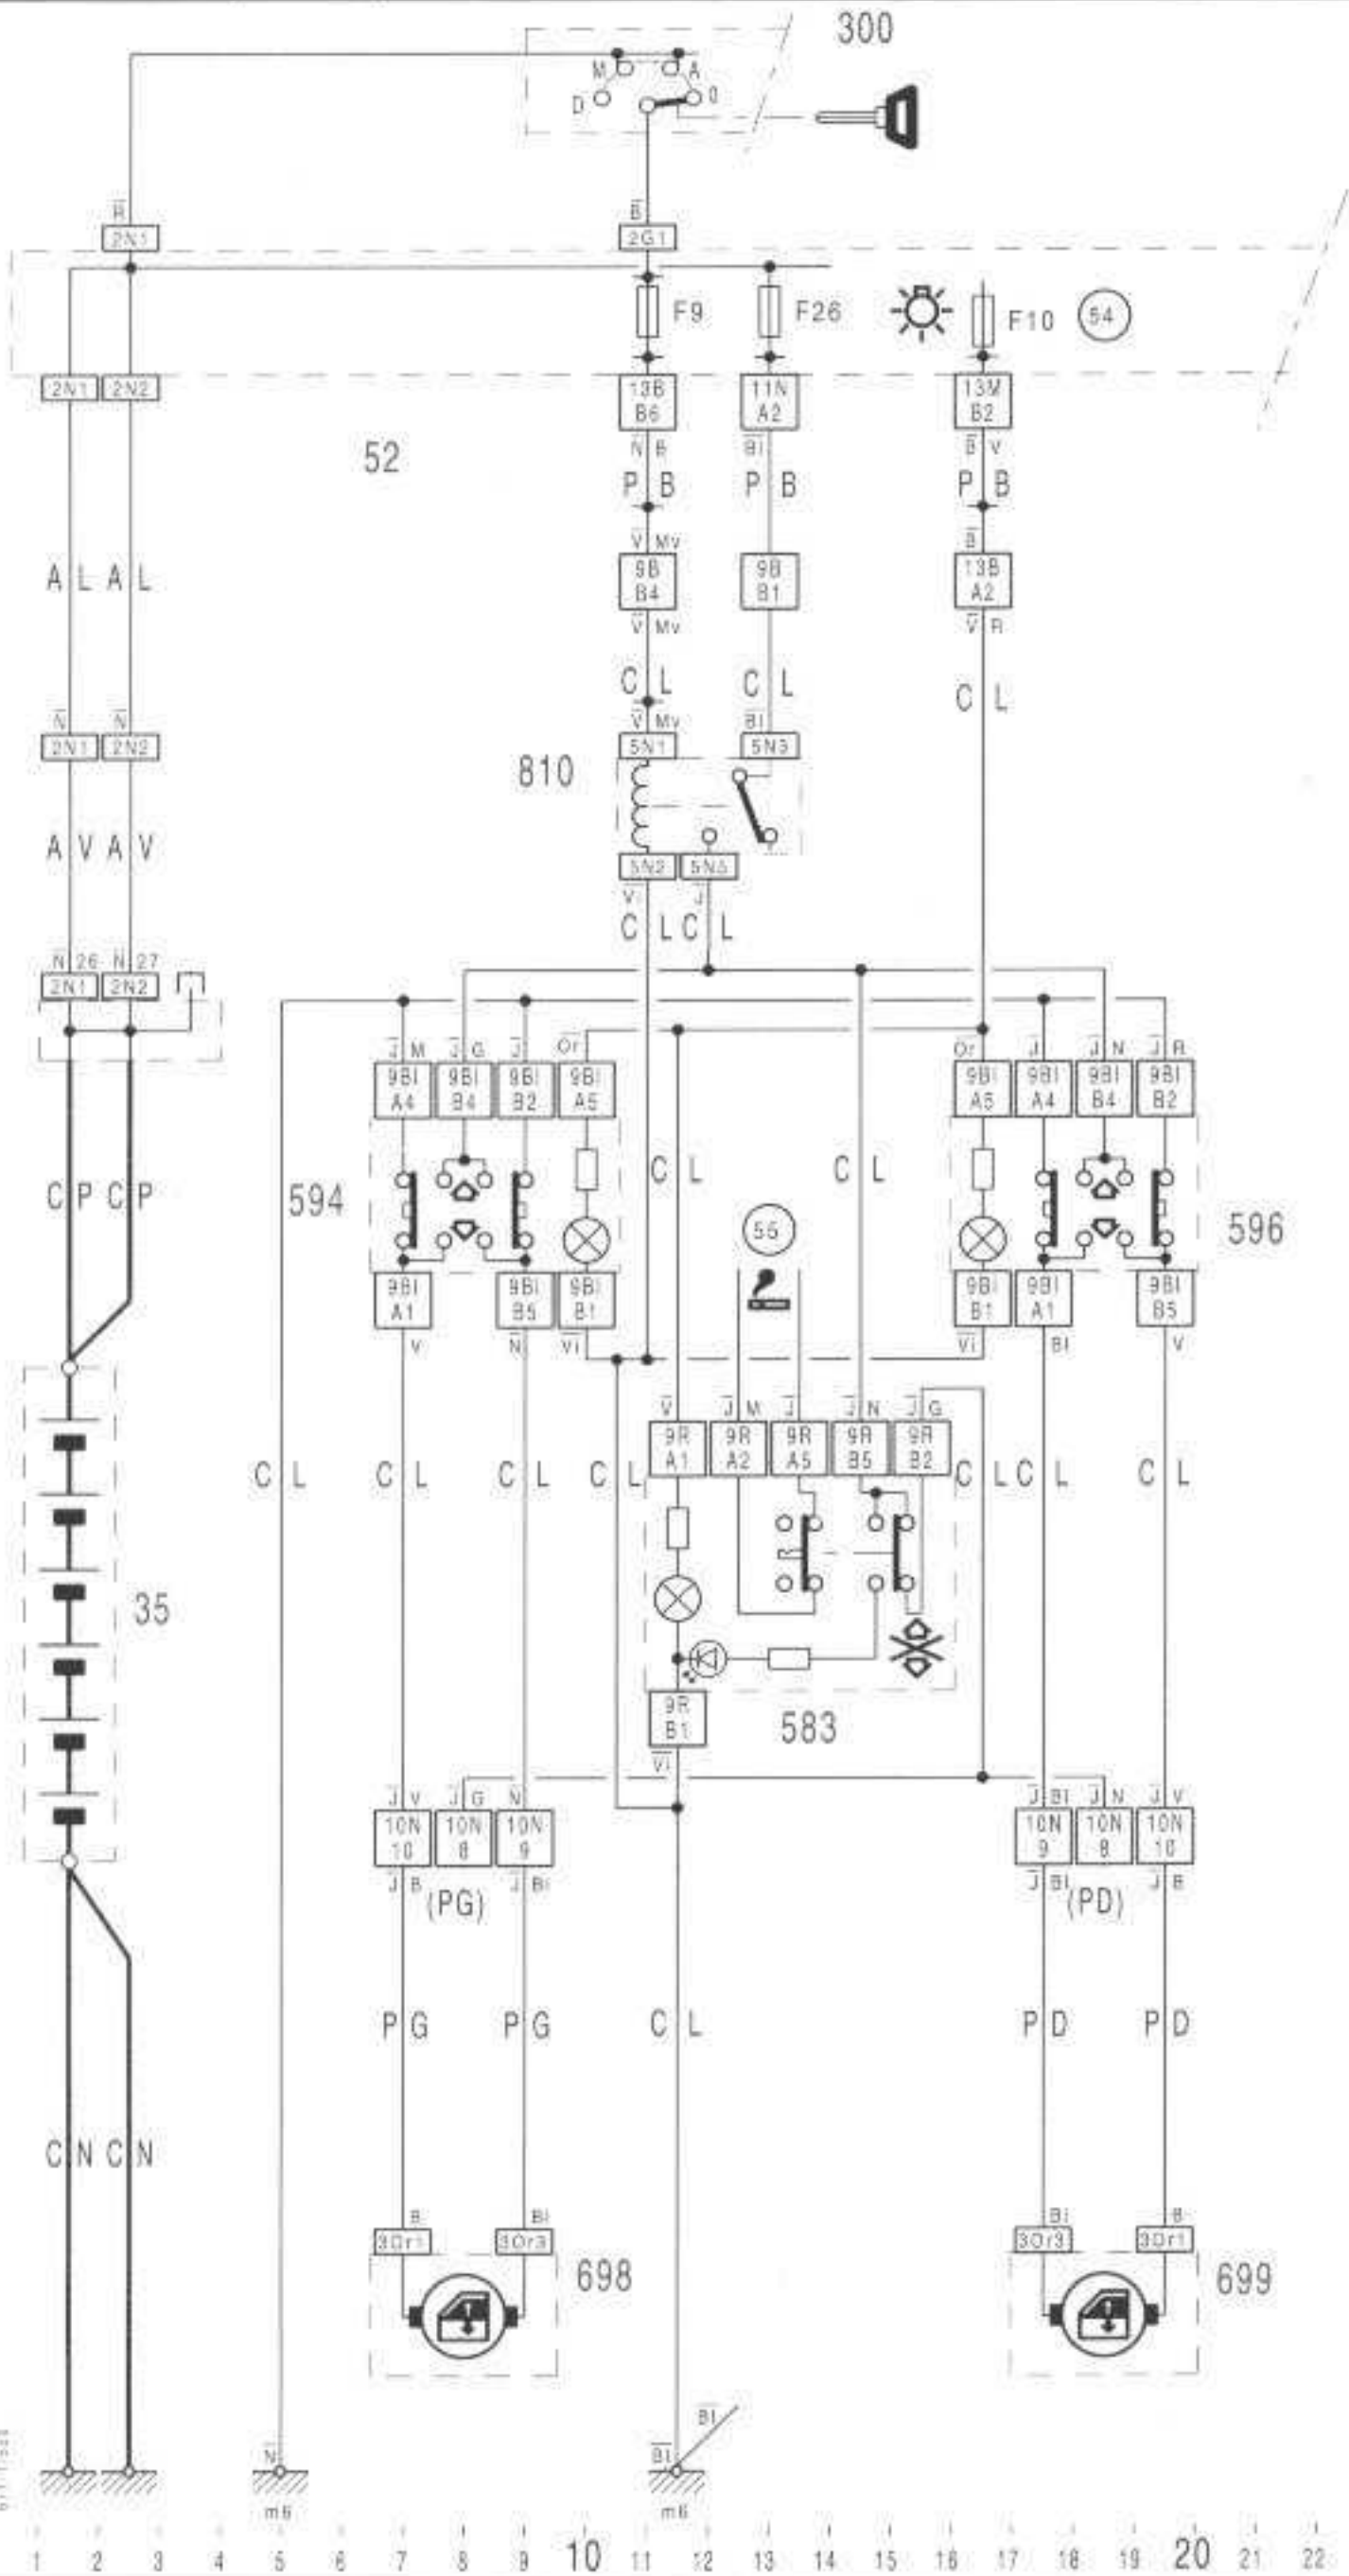 300
M A
D 0
R B
2N1 2G1
F9 F26 F10 54
2N1 2N2 13B B6 11N A2 13M B2
N B Bl B V
52
P B P B P B
V Mv B
A L A L 9B B4 9B B1 13B A2
V Mv V R
C L C L C L
N N V Mv Bl
2N1 2N2 5N1 5N3
810
A V A V
5N2 5N5
Vi J
C L C L
N 26 N 27
2N1 2N2
J M J G J Or Or J J N J R
9Bl A4 9Bl B4 9Bl B2 9Bl A5 9Bl A5 9Bl A4 9Bl B4 9Bl B2
C P C P 594 C L C L 596
55
9Bl A1 9Bl B5 9Bl B1 9Bl B1 9Bl A1 9Bl B5
V N Vi Vi Bl V
V J M J J N J G
9R A1 9R A2 9R A5 9R B5 9R B2
C L C L C L C L C L C L C L
35
9R B1 583
Vi
J V J G N J Bl J N J V
10N 10 10N 8 10N 9 10N 9 10N 8 10N 10
J B J Bl J Bl J B
(PG) (PD)
P G P G C L P D P D
C N C N
B Bl Bl B
3Or1 3Or3 3Or3 3Or1
698 699
Bl
N Bl
m6 m6
1 2 3 4 5 6 7 8 9 10 11 12 13 14 15 16 17 18 19 20 21 22